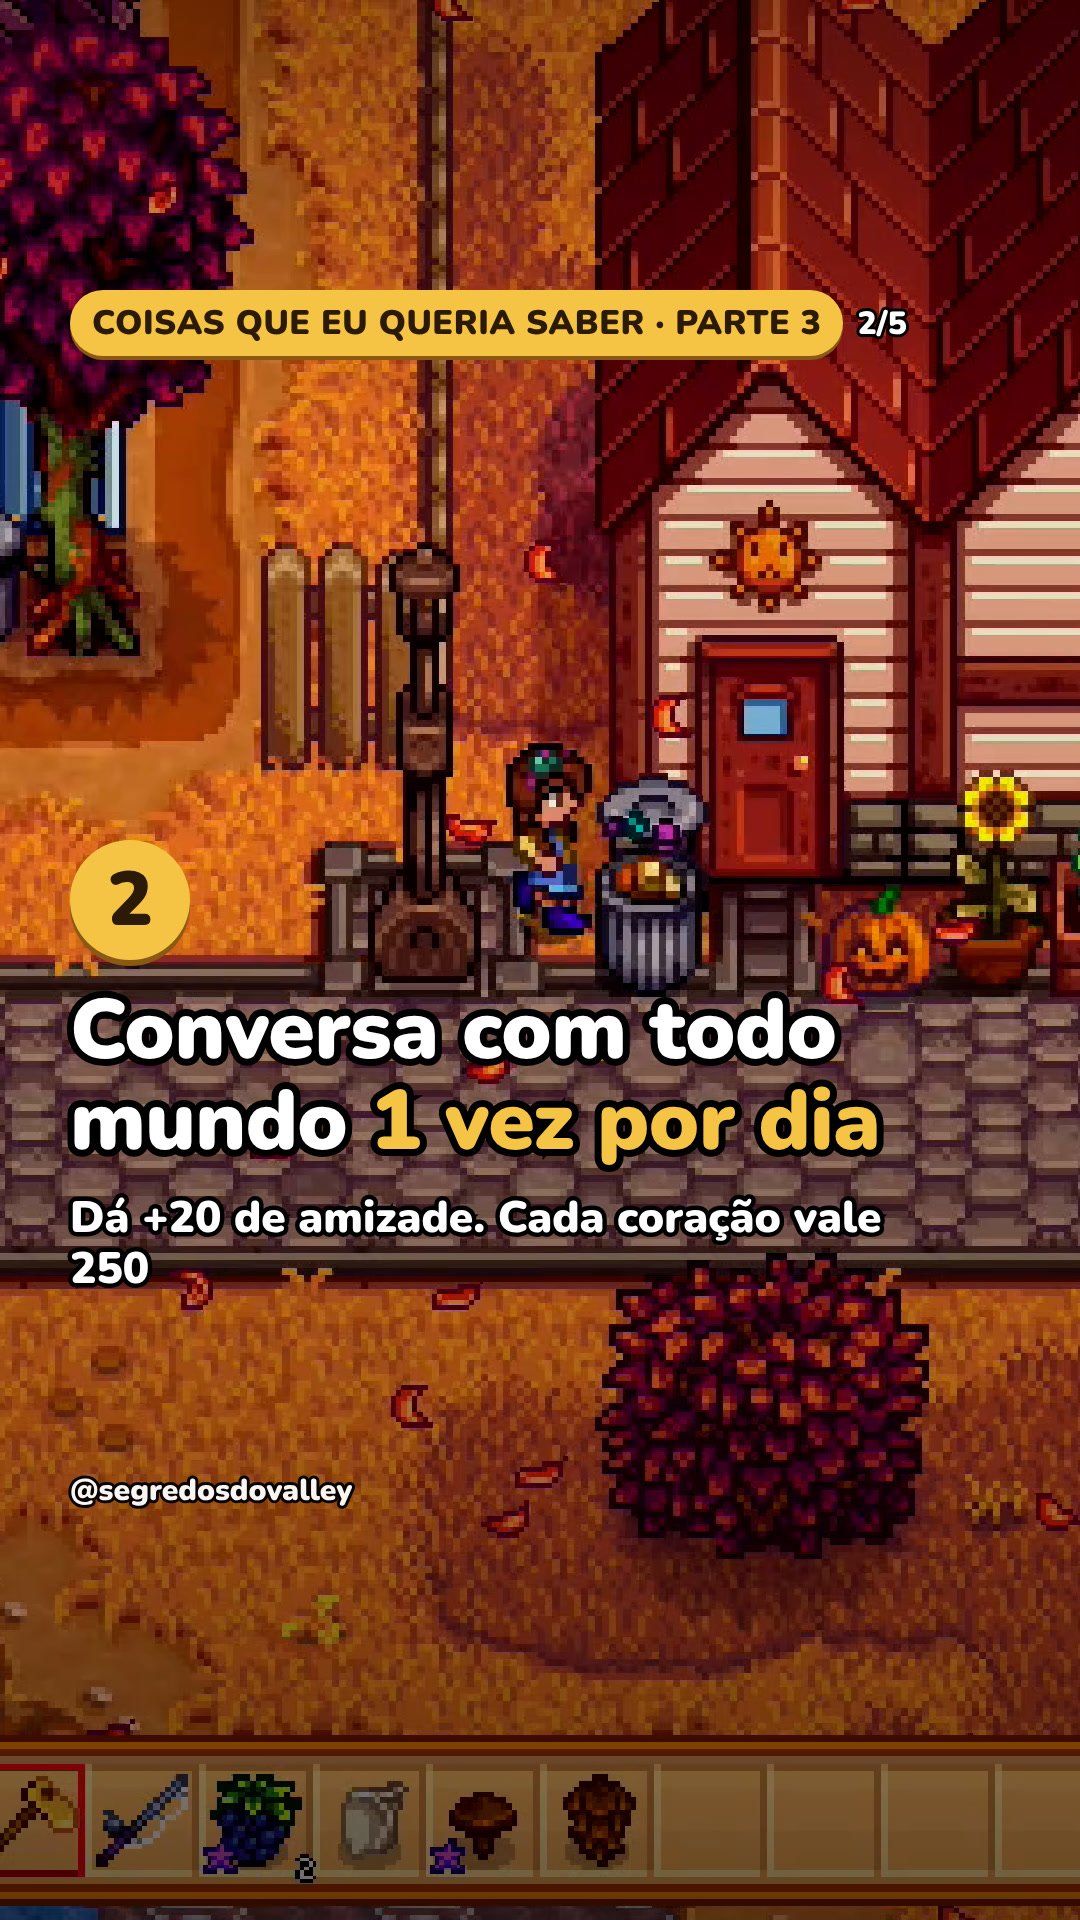 COISAS QUE EU QUERIA SABER · PARTE 3 2/5
2
Conversa com todo
mundo 1 vez por dia
Dá +20 de amizade. Cada coração vale
250
@segredosdovalley
2